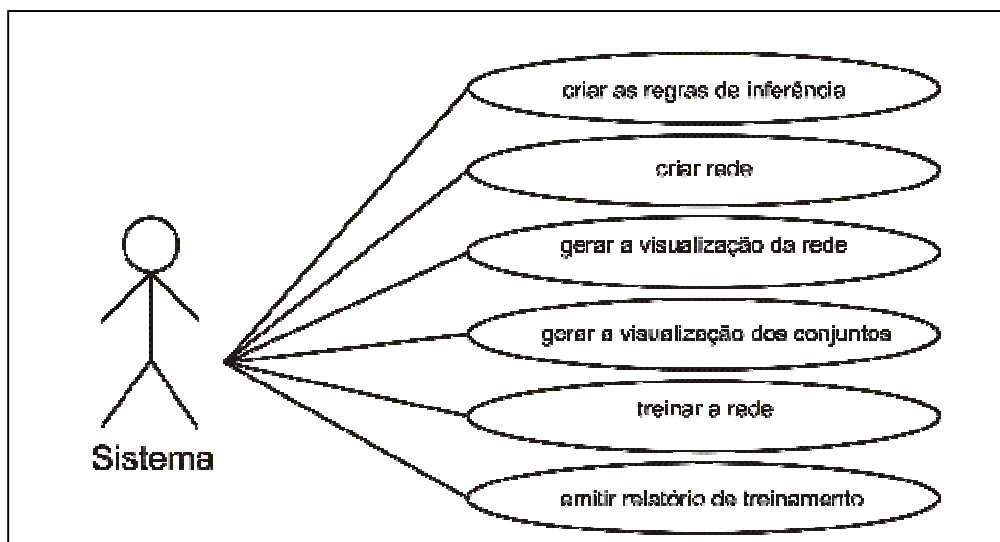 criar as regras de inferência
criar rede
gerar a visualização da rede
gerar a visualização dos conjuntos
treinar a rede
Sistema
emitir relatório de treinamento